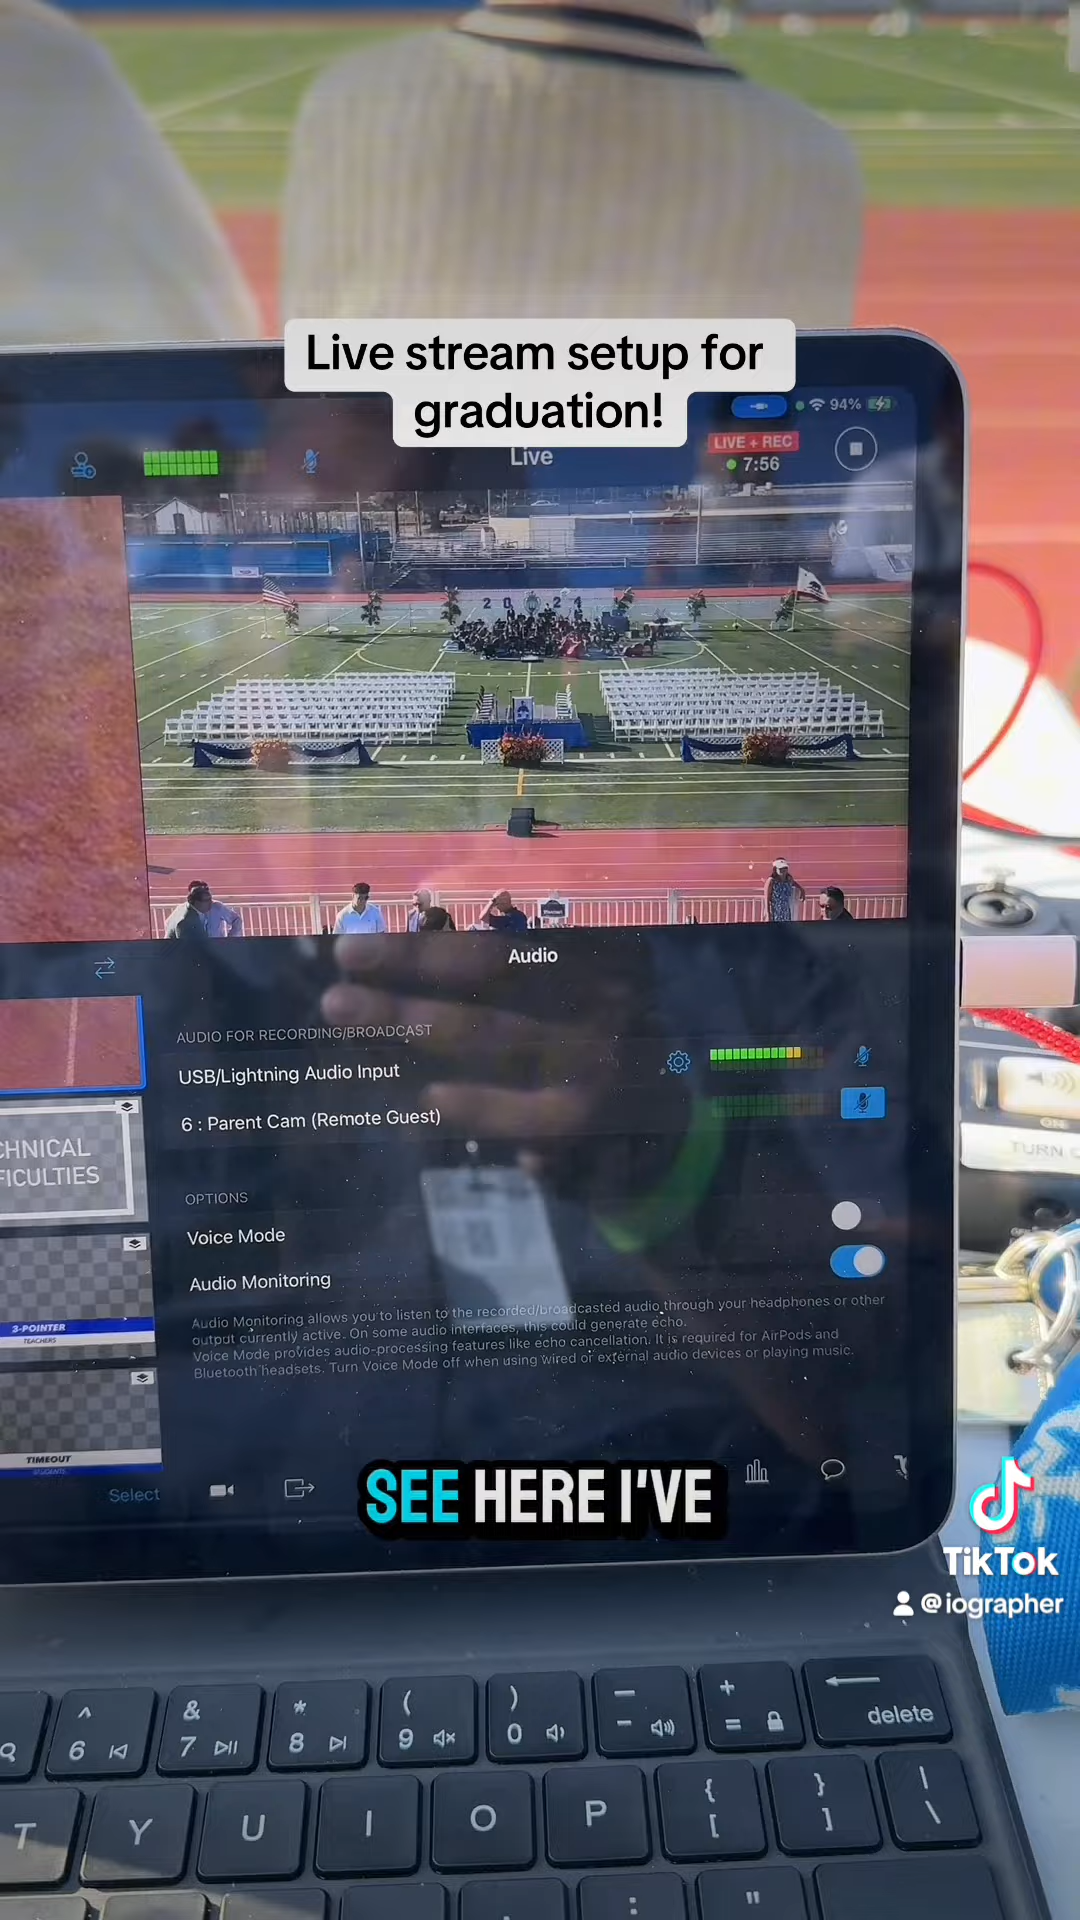 Live stream setup for
graduation!
94%
Live
LIVE + REC
7:56
2024
Audio
AUDIO FOR RECORDING/BROADCAST
USB/Lightning Audio Input
6 : Parent Cam (Remote Guest)
OPTIONS
Voice Mode
Audio Monitoring
Audio Monitoring allows you to listen to the recorded/broadcasted audio through your headphones or other
output currently active. On some audio interfaces, this could generate echo.
Voice Mode provides audio-processing features like echo cancellation. It is required for AirPods and
Bluetooth headsets. Turn Voice Mode off when using wired or external audio devices or playing music.
CHNICAL
FICULTIES
3-POINTER
TEACHERS
TIMEOUT
STUDENTS
Select
SEE HERE I'VE
ON
TURN
TikTok
@iographer
^ & * ( ) — + delete
6 7 8 9 0 - =
T Y U I O P { [ } ] | \
: "